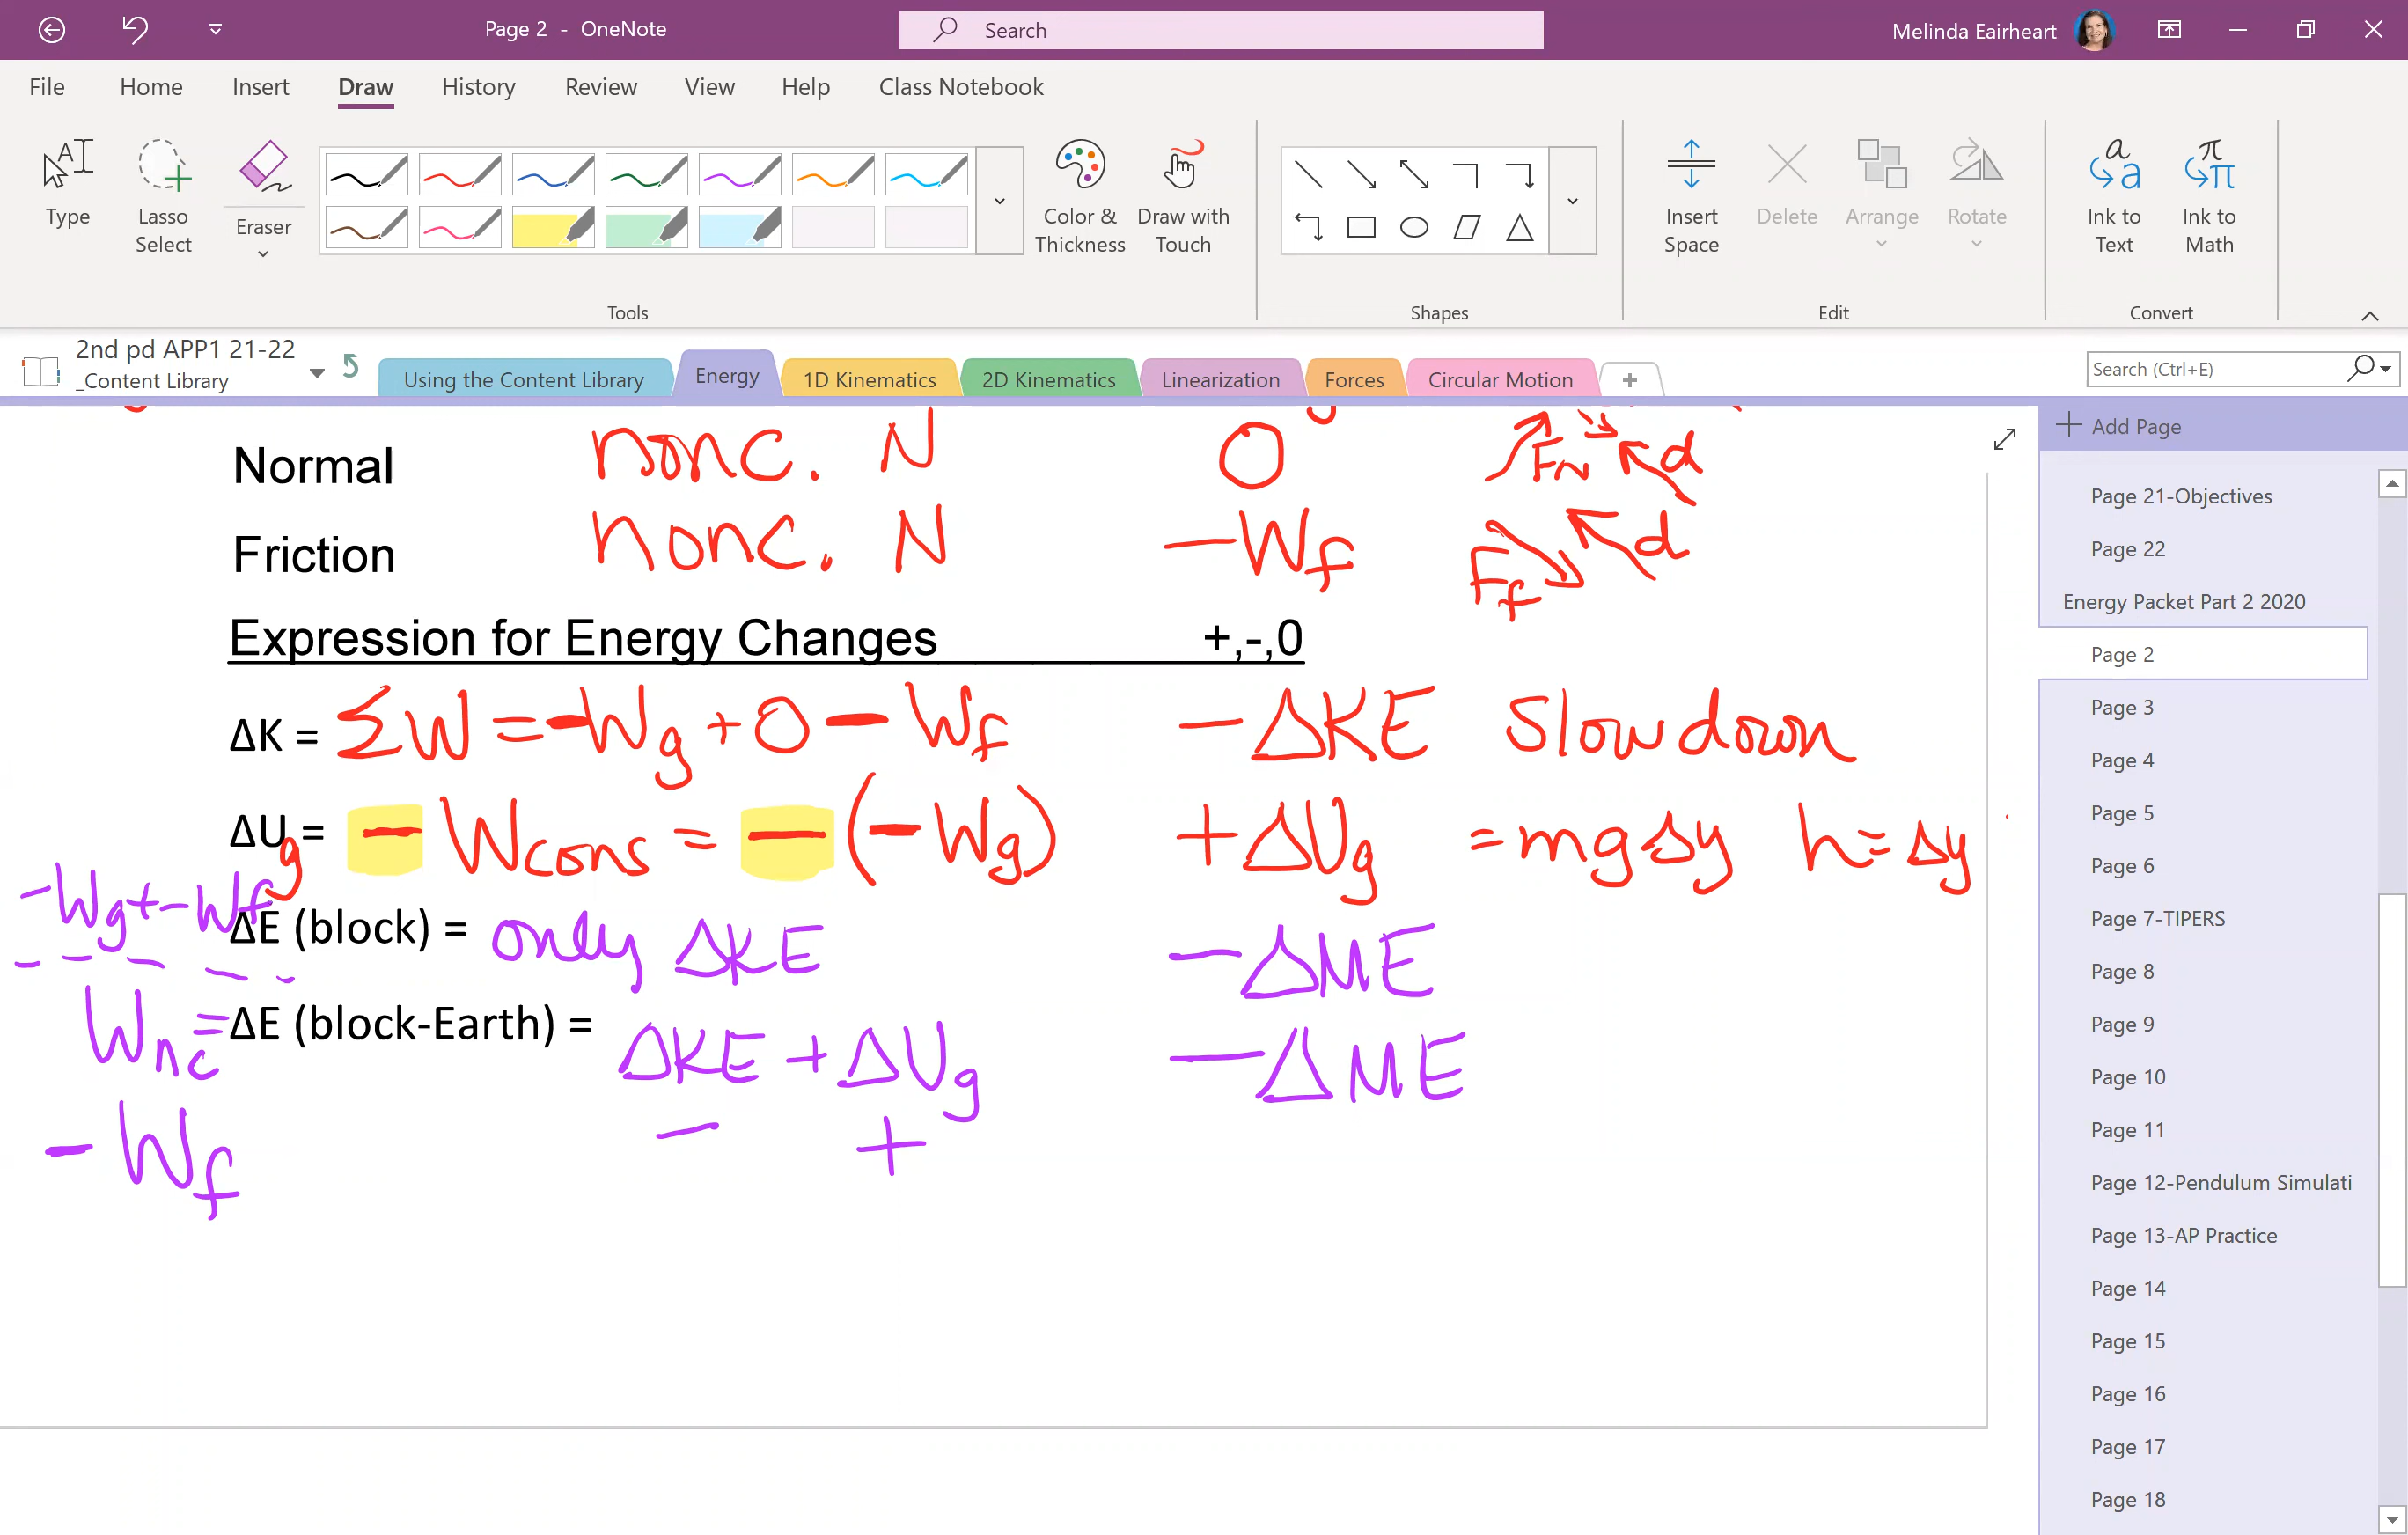 Page 2 - OneNote
Search
Melinda Eairheart
File Home Insert Draw History Review View Help Class Notebook
Type
Lasso Select
Eraser
Color & Thickness
Draw with Touch
Insert Space
Delete
Arrange
Rotate
Ink to Text
Ink to Math
Tools
Shapes
Edit
Convert
2nd pd APP1 21-22
_Content Library
Using the Content Library
Energy
1D Kinematics
2D Kinematics
Linearization
Forces
Circular Motion
Search (Ctrl+E)
Normal nonc. N 0 FN d
Friction nonc. N -Wf Ff d
Expression for Energy Changes +,-,0
ΔK = ΣW = -Wg + 0 - Wf -ΔKE Slow down
ΔUg = - Wcons = - (-Wg) +ΔUg = mgΔy h = Δy
-Wg + -Wf
ΔE (block) = only ΔKE -ΔME
Wnc = ΔE (block-Earth) = ΔKE + ΔUg -ΔME
- +
- Wf
Add Page
Page 21-Objectives
Page 22
Energy Packet Part 2 2020
Page 2
Page 3
Page 4
Page 5
Page 6
Page 7-TIPERS
Page 8
Page 9
Page 10
Page 11
Page 12-Pendulum Simulati
Page 13-AP Practice
Page 14
Page 15
Page 16
Page 17
Page 18